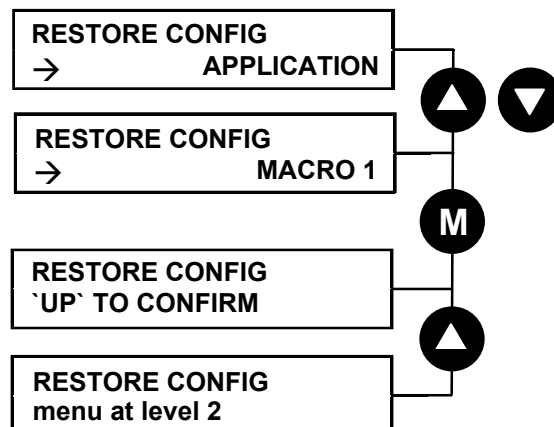 RESTORE CONFIG
→ APPLICATION
RESTORE CONFIG
→ MACRO 1
M
RESTORE CONFIG
`UP` TO CONFIRM
RESTORE CONFIG
menu at level 2